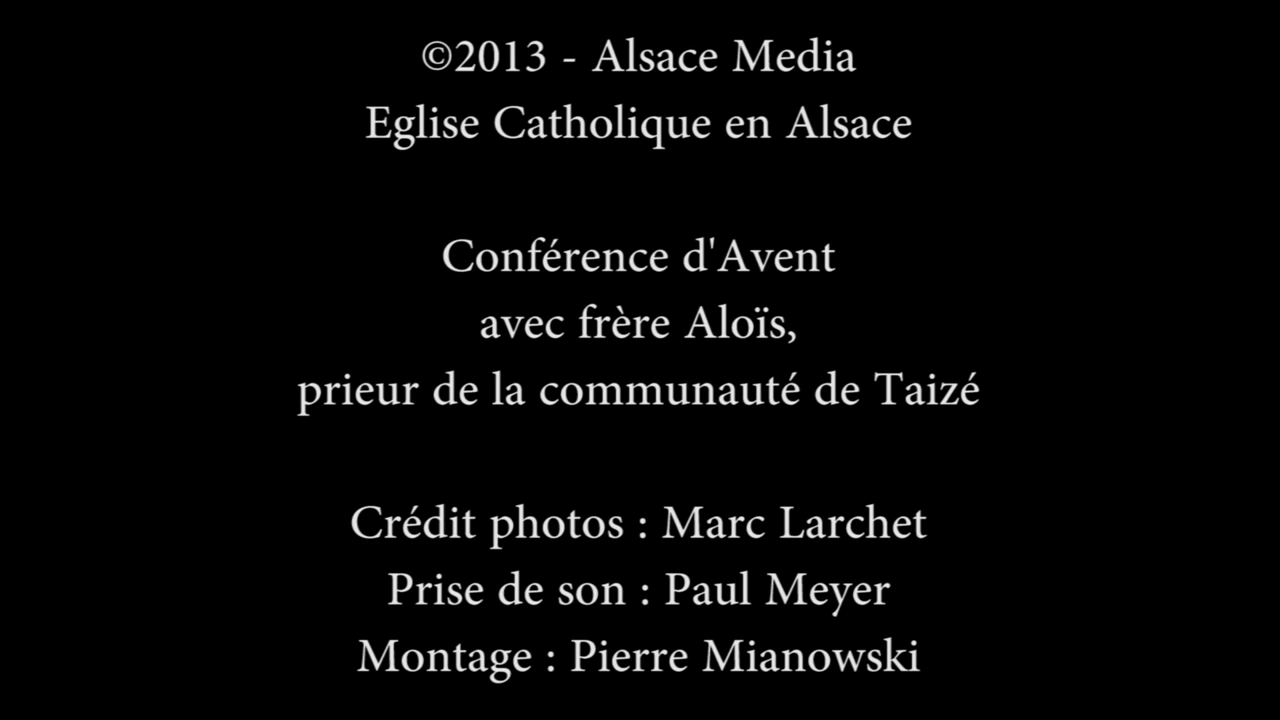 ©2013 - Alsace Media
Eglise Catholique en Alsace
Conférence d'Avent
avec frère Aloïs,
prieur de la communauté de Taizé
Crédit photos : Marc Larchet
Prise de son : Paul Meyer
Montage : Pierre Mianowski